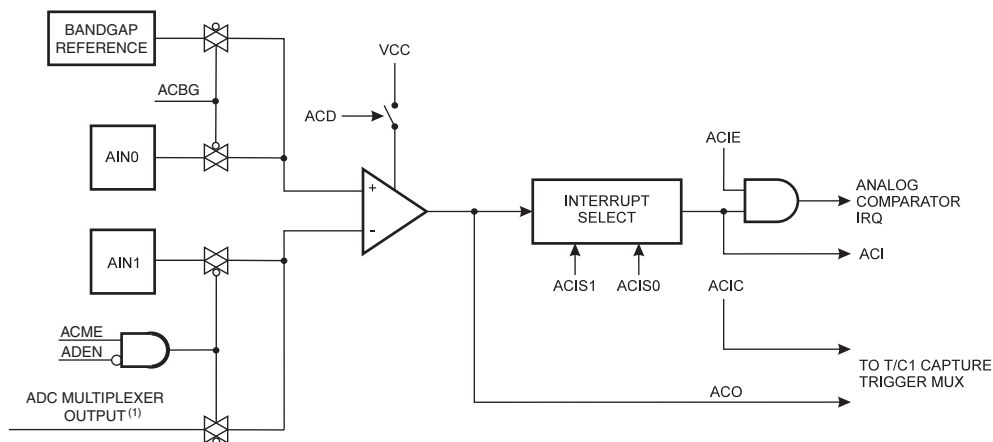 BANDGAP
REFERENCE
VCC
ACBG
ACD
AIN0
ACIE
+
INTERRUPT
SELECT
ANALOG
COMPARATOR
IRQ
-
AIN1
ACI
ACIS1
ACIS0
ACIC
ACME
ADEN
TO T/C1 CAPTURE
TRIGGER MUX
ADC MULTIPLEXER
OUTPUT (1)
ACO